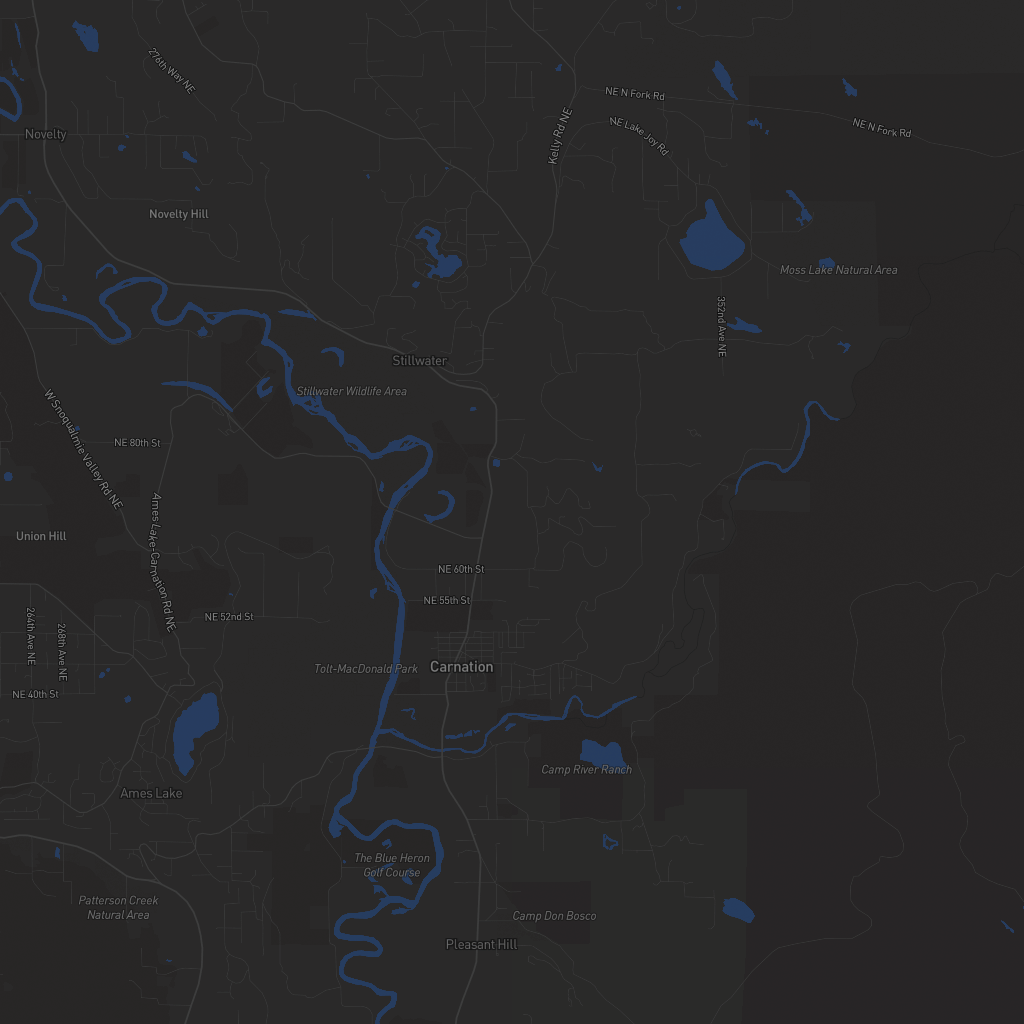 276th Way NE
NE N Fork Rd
Kelly Rd NE
NE Lake Joy Rd
NE N Fork Rd
Novelty
Novelty Hill
Moss Lake Natural Area
352nd Ave NE
Stillwater
Stillwater Wildlife Area
W Snoqualmie Valley Rd NE
NE 80th St
Ames Lake-Carnation Rd NE
Union Hill
NE 60th St
NE 55th St
NE 52nd St
264th Ave NE
268th Ave NE
Tolt-MacDonald Park
Carnation
NE 40th St
Camp River Ranch
Ames Lake
The Blue Heron
Golf Course
Patterson Creek
Natural Area
Camp Don Bosco
Pleasant Hill